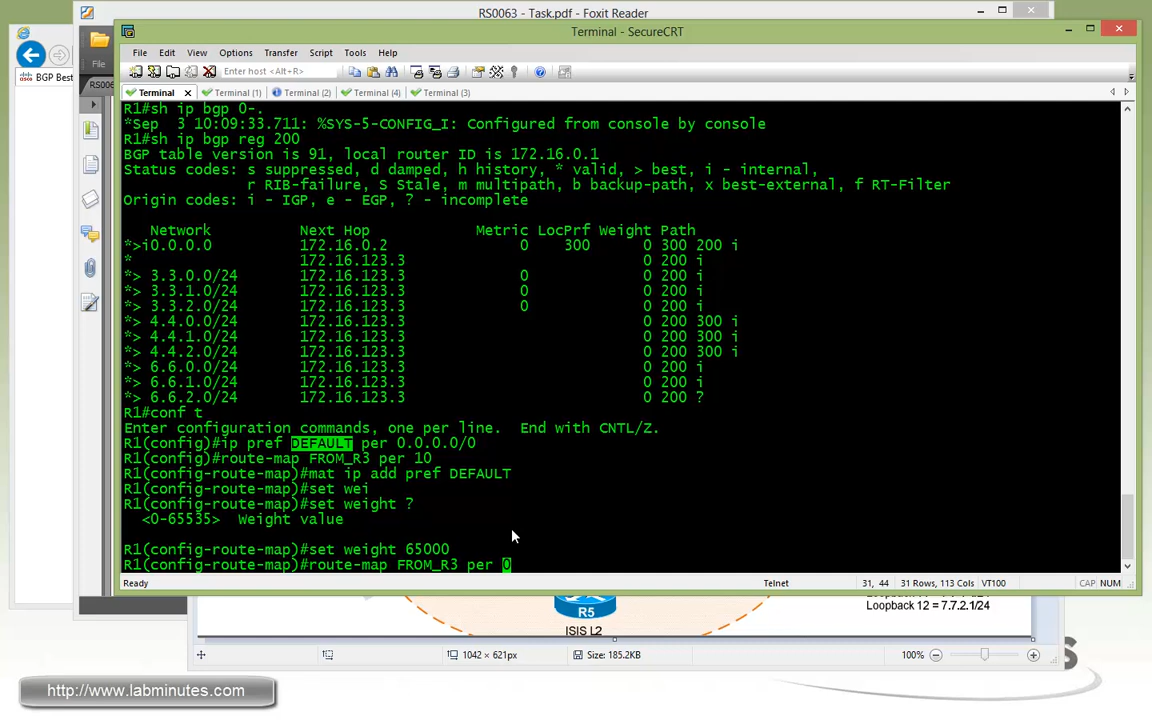 RS0063 - Task.pdf - Foxit Reader
Terminal - SecureCRT
File Edit View Options Transfer Script Tools Help
Enter host <Alt+R>
BGP Best
File
RS006
Terminal Terminal (1) Terminal (2) Terminal (4) Terminal (3)
R1#sh ip bgp 0-.
*Sep  3 10:09:33.711: %SYS-5-CONFIG_I: Configured from console by console
R1#sh ip bgp reg 200
BGP table version is 91, local router ID is 172.16.0.1
Status codes: s suppressed, d damped, h history, * valid, > best, i - internal,
r RIB-failure, S Stale, m multipath, b backup-path, x best-external, f RT-Filter
Origin codes: i - IGP, e - EGP, ? - incomplete
Network Next Hop Metric LocPrf Weight Path
*>i0.0.0.0 172.16.0.2 0 300 0 300 200 i
* 172.16.123.3 0 200 i
*> 3.3.0.0/24 172.16.123.3 0 0 200 i
*> 3.3.1.0/24 172.16.123.3 0 0 200 i
*> 3.3.2.0/24 172.16.123.3 0 0 200 i
*> 4.4.0.0/24 172.16.123.3 0 200 300 i
*> 4.4.1.0/24 172.16.123.3 0 200 300 i
*> 4.4.2.0/24 172.16.123.3 0 200 300 i
*> 6.6.0.0/24 172.16.123.3 0 200 i
*> 6.6.1.0/24 172.16.123.3 0 200 i
*> 6.6.2.0/24 172.16.123.3 0 200 ?
R1#conf t
Enter configuration commands, one per line.  End with CNTL/Z.
R1(config)#ip pref DEFAULT per 0.0.0.0/0
R1(config)#route-map FROM_R3 per 10
R1(config-route-map)#mat ip add pref DEFAULT
R1(config-route-map)#set wei
R1(config-route-map)#set weight ?
<0-65535>  Weight value
R1(config-route-map)#set weight 65000
R1(config-route-map)#route-map FROM_R3 per 0
Ready Telnet 31, 44 31 Rows, 113 Cols VT100 CAP NUM
Loopback 12 = 7.7.2.1/24
R5
ISIS L2
1042 × 621px Size: 185.2KB 100%
http://www.labminutes.com